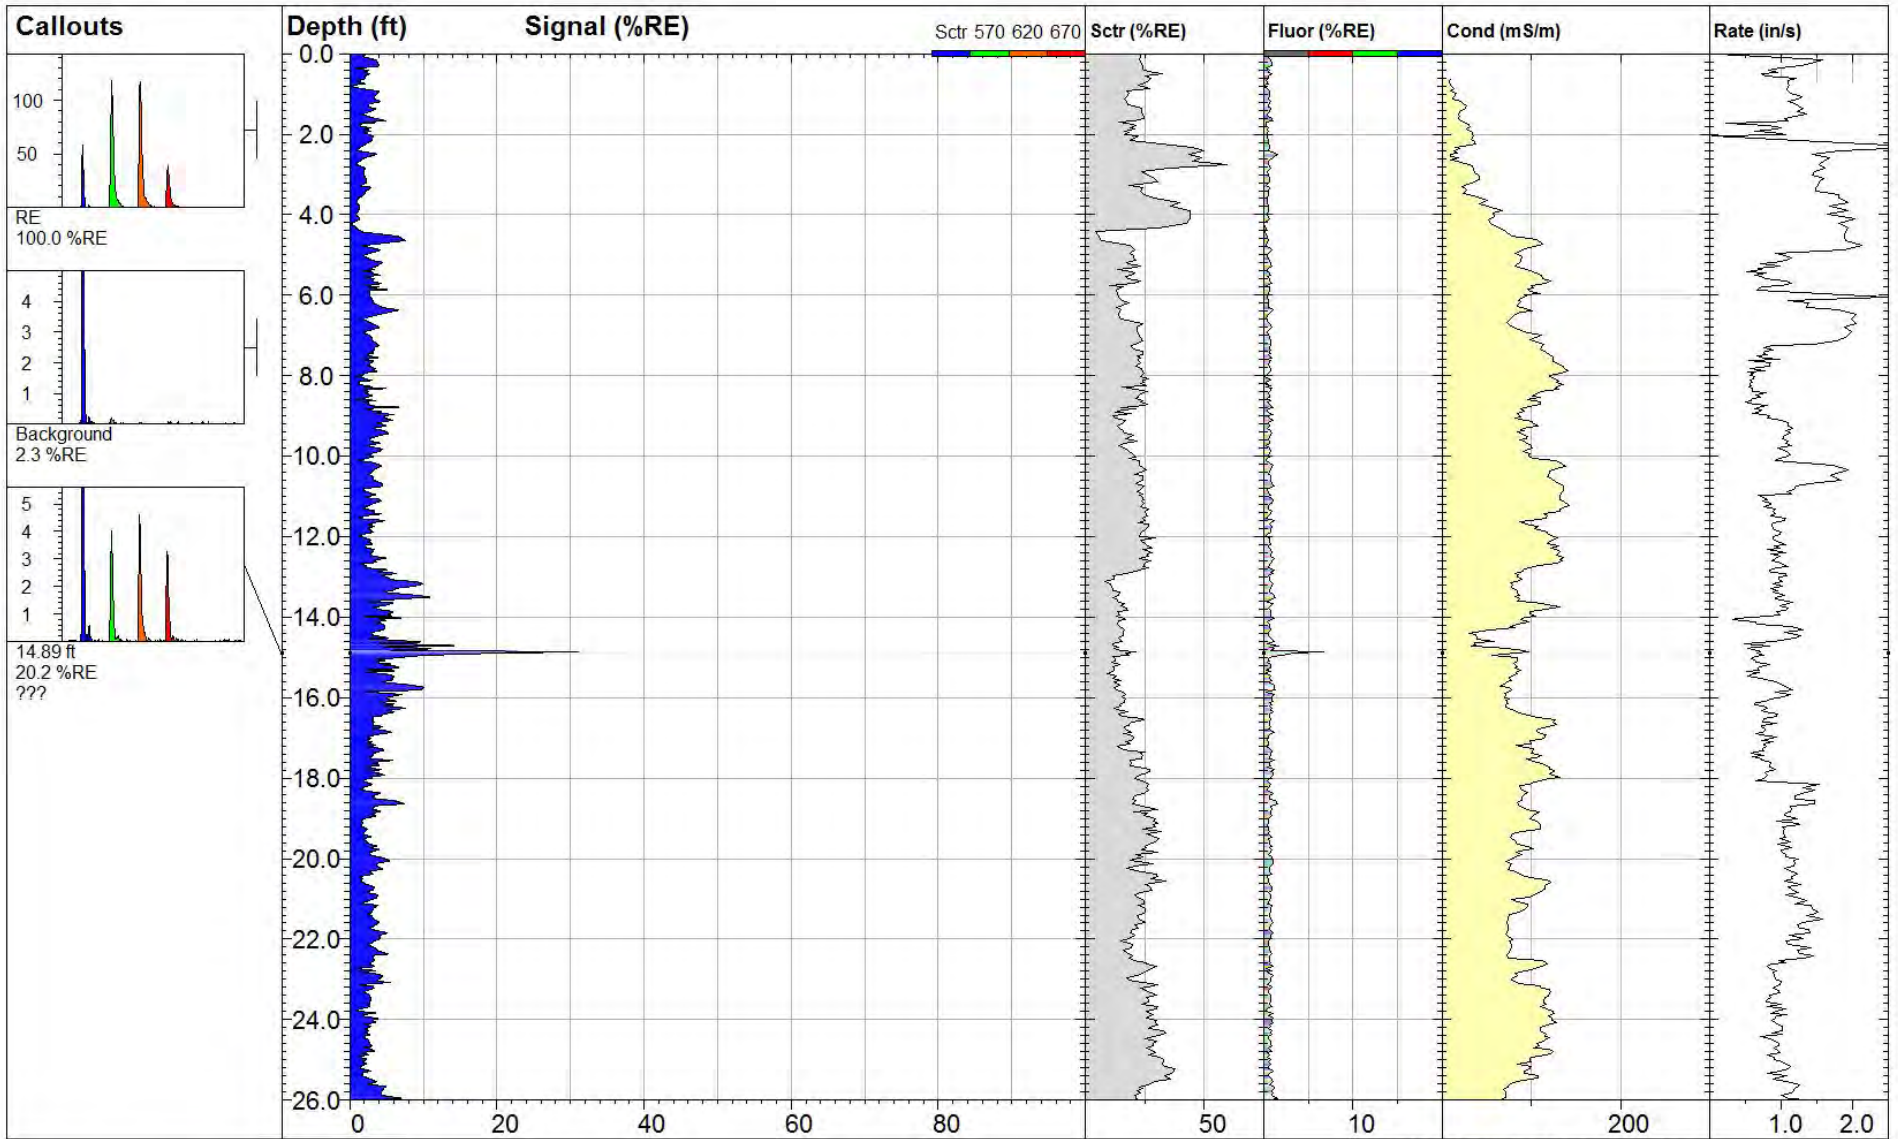 Callouts
Depth (ft)
Signal (%RE)
Sctr 570 620 670
Sctr (%RE)
Fluor (%RE)
Cond (mS/m)
Rate (in/s)
100
50
RE
100.0 %RE
4
3
2
1
Background
2.3 %RE
5
4
3
2
1
14.89 ft
20.2 %RE
???
0.0
2.0
4.0
6.0
8.0
10.0
12.0
14.0
16.0
18.0
20.0
22.0
24.0
26.0
0 20 40 60 80
50
10
200
1.0 2.0